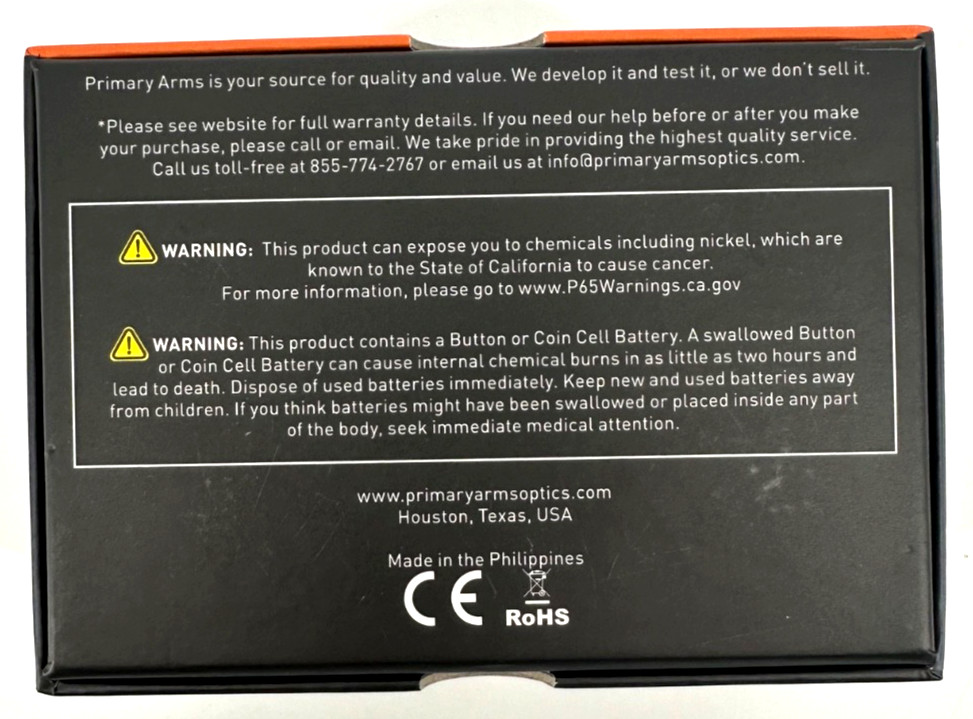 Primary Arms is your source for quality and value. We develop it and test it, or we don't sell it.
*Please see website for full warranty details. If you need our help before or after you make
your purchase, please call or email. We take pride in providing the highest quality service.
Call us toll-free at 855-774-2767 or email us at info@primaryarmsoptics.com.
WARNING: This product can expose you to chemicals including nickel, which are
known to the State of California to cause cancer.
For more information, please go to www.P65Warnings.ca.gov
WARNING: This product contains a Button or Coin Cell Battery. A swallowed Button
or Coin Cell Battery can cause internal chemical burns in as little as two hours and
lead to death. Dispose of used batteries immediately. Keep new and used batteries away
from children. If you think batteries might have been swallowed or placed inside any part
of the body, seek immediate medical attention.
www.primaryarmsoptics.com
Houston, Texas, USA
Made in the Philippines
CE
RoHS